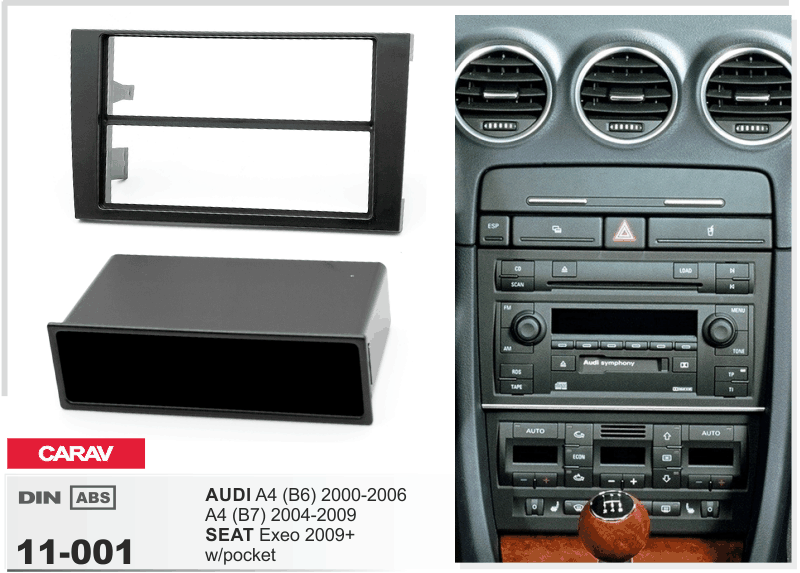 CARAV
DIN ABS
11-001
AUDI A4 (B6) 2000-2006
A4 (B7) 2004-2009
SEAT Exeo 2009+
w/pocket
ESP
CD
LOAD
SCAN
FM
MENU
AM
TONE
Audi symphony
RDS
TP
TAPE
TI
AUTO
AUTO
ECON